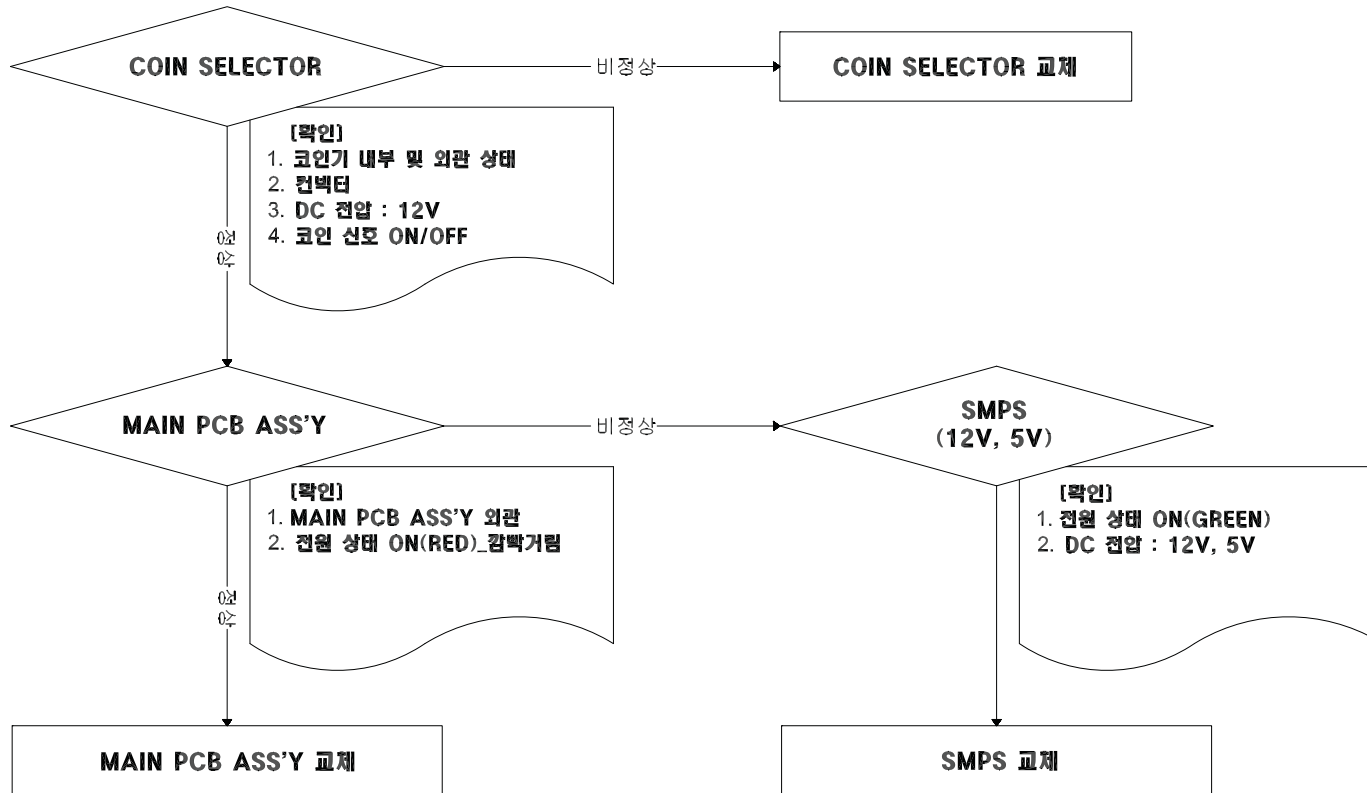 COIN SELECTOR
비정상
COIN SELECTOR 교체
[확인]
1. 코인기 내부 및 외관 상태
2. 컨넥터
3. DC 전압 : 12V
4. 코인 신호 ON/OFF
정상
MAIN PCB ASS'Y
비정상
SMPS
(12V, 5V)
[확인]
1. MAIN PCB ASS'Y 외관
2. 전원 상태 ON(RED)_깜빡거림
[확인]
1. 전원 상태 ON(GREEN)
2. DC 전압 : 12V, 5V
정상
MAIN PCB ASS'Y 교체
SMPS 교체